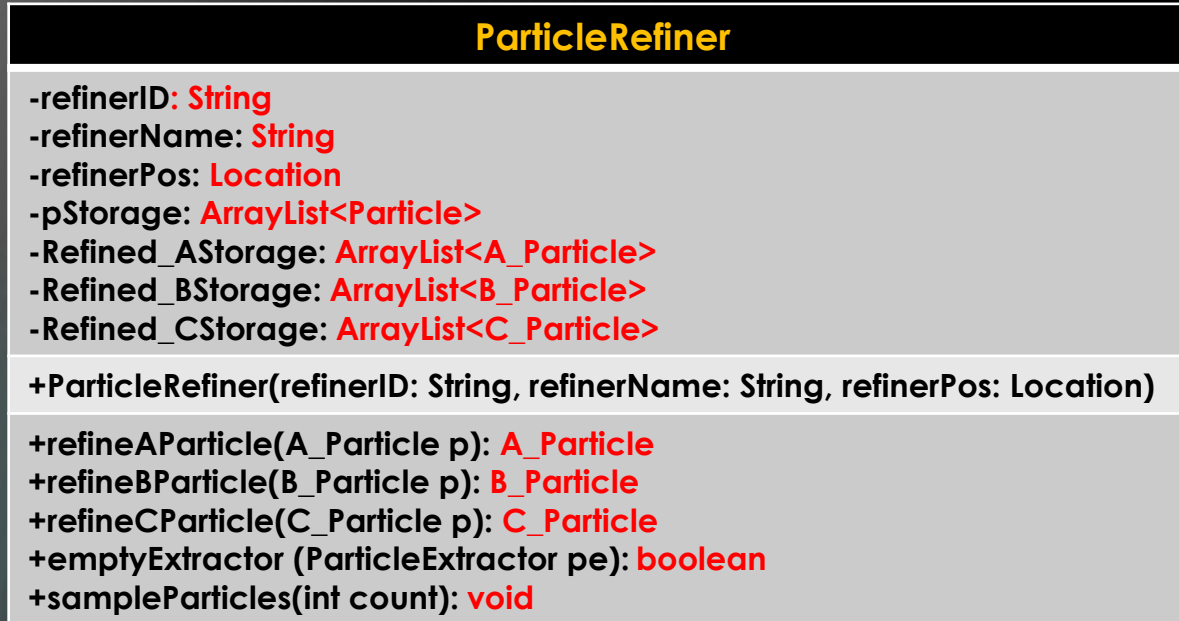 ParticleRefiner
-refinerID: String
-refinerName: String
-refinerPos: Location
-pStorage: ArrayList<Particle>
-Refined_AStorage: ArrayList<A_Particle>
-Refined_BStorage: ArrayList<B_Particle>
-Refined_CStorage: ArrayList<C_Particle>
+ParticleRefiner(refinerID: String, refinerName: String, refinerPos: Location)
+refineAParticle(A_Particle p): A_Particle
+refineBParticle(B_Particle p): B_Particle
+refineCParticle(C_Particle p): C_Particle
+emptyExtractor (ParticleExtractor pe): boolean
+sampleParticles(int count): void